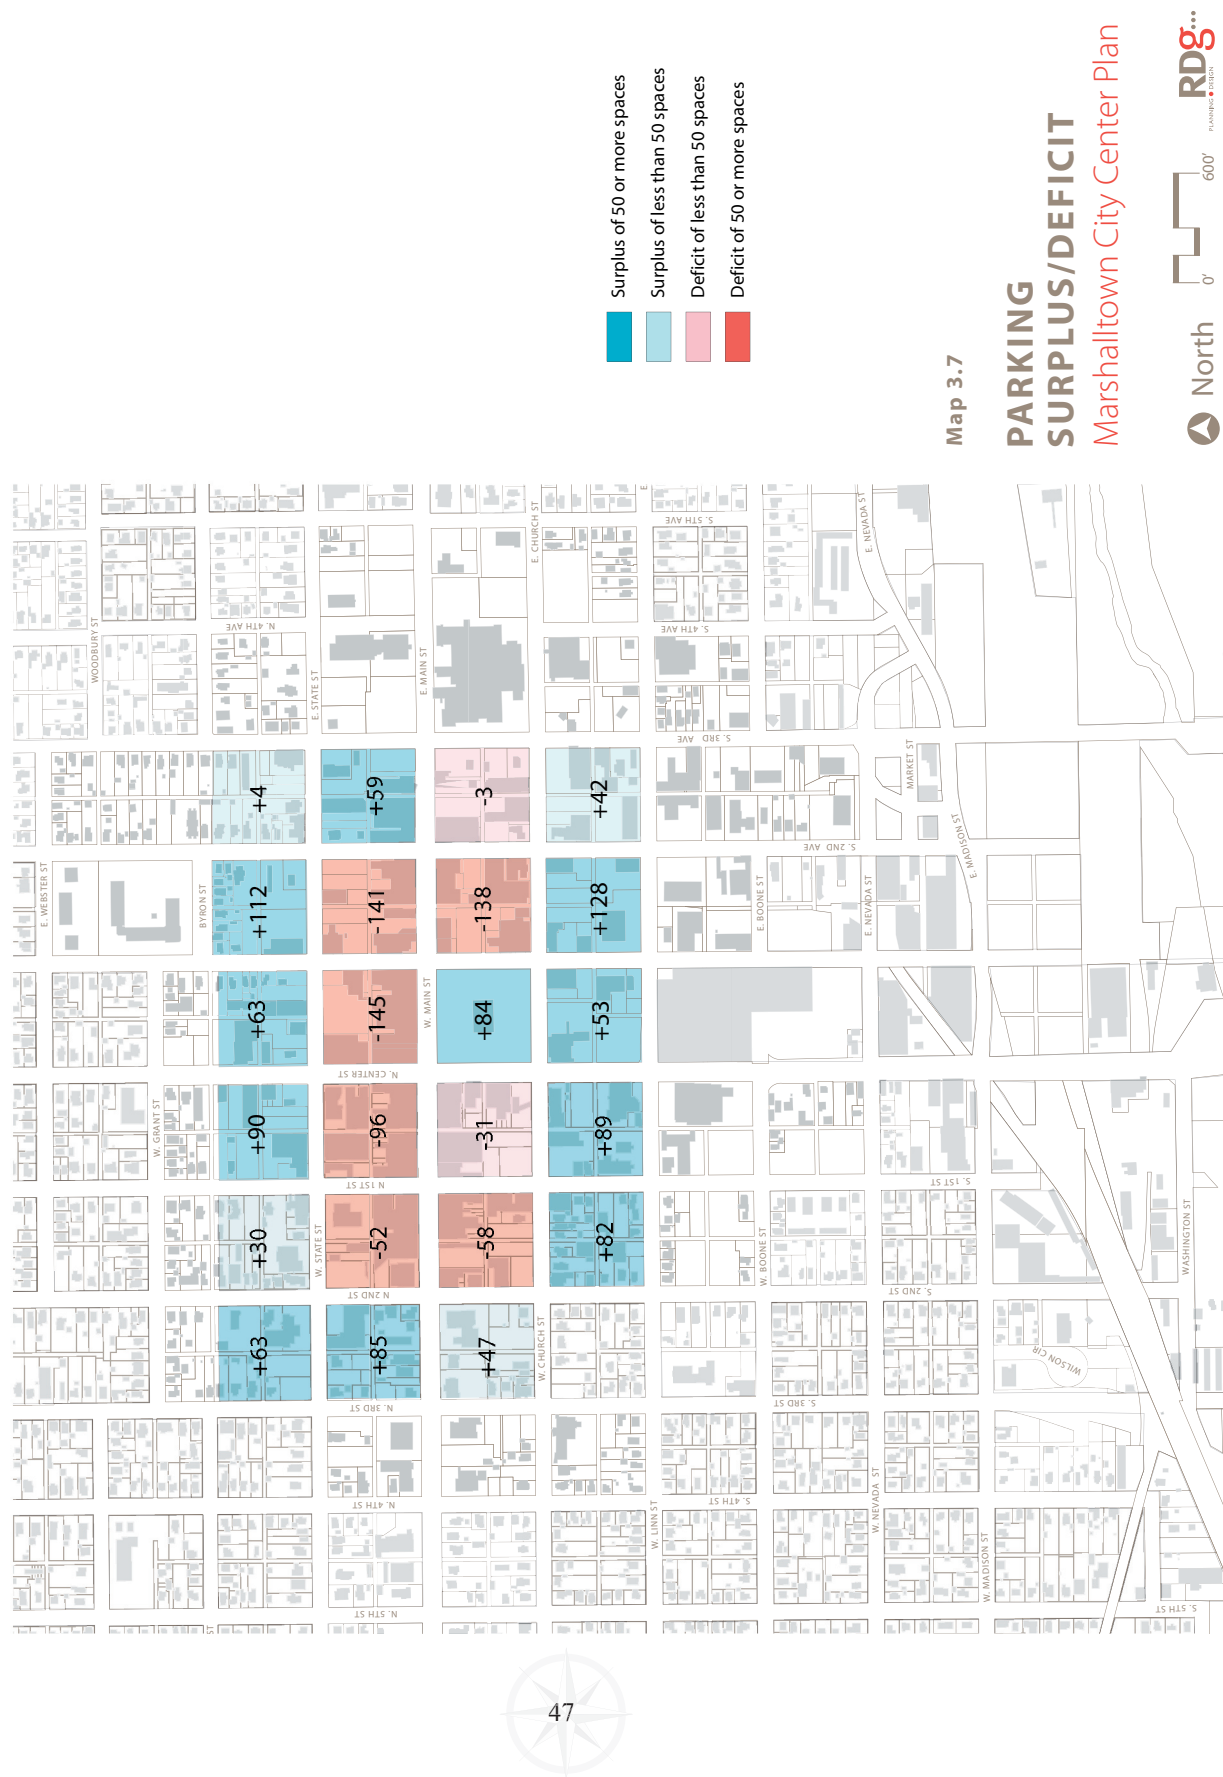 Map 3.7
PARKING
SURPLUS/DEFICIT
Marshalltown City Center Plan
North
0'
600'
RDg...
PLANNING • DESIGN
Surplus of 50 or more spaces
Surplus of less than 50 spaces
Deficit of less than 50 spaces
Deficit of 50 or more spaces
+63
+30
+90
+63
+112
+4
+85
-52
-96
-145
-141
+59
+47
-58
-31
+84
-138
-3
+82
+89
+53
+128
+42
E. WEBSTER ST
WOODBURY ST
W. GRANT ST
BYRON ST
ST
W. STATE ST
E. STATE ST
W. MAIN ST
E. MAIN ST
W. CHURCH ST
E. CHURCH ST
W. LINN ST
E.
W. BOONE ST
E. BOONE ST
W. NEVADA ST
E. NEVADA ST
E. NEVADA ST
MARKET ST
W. MADISON ST
E. MADISON ST
WILSON CIR
WASHINGTON ST
N. 5TH ST
N. 4TH ST
N. 3RD ST
N 2ND ST
N 1ST ST
N. CENTER ST
N. 4TH AVE
S. 5TH ST
S. 4TH ST
S. 3RD ST
S. 2ND ST
S. 1ST ST
S. 2ND AVE
S. 3RD AVE
S. 4TH AVE
S. 5TH AVE
47